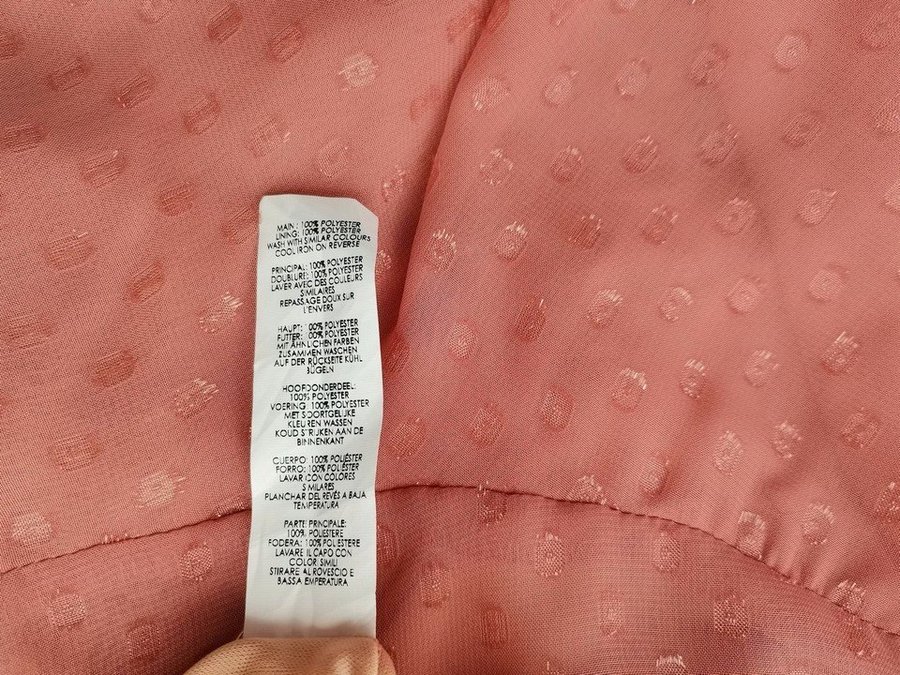 MAIN : 100% POLYESTER
LINING: 100% POLYESTER
WASH WITH SIMILAR COLOURS
COOL IRON ON REVERSE
PRINCIPAL: 100% POLYESTER
DOUBLURE: 100% POLYESTER
LAVER AVEC DES COULEURS
SIMILAIRES
REPASSAGE DOUX SUR
L'ENVERS
HAUPT: 100% POLYESTER
FUTTER: 100% POLYESTER
MIT ÄHNLICHEN FARBEN
ZUSAMMEN WASCHEN
AUF DER RÜCKSEITE KÜHL
BÜGELN
HOOFDONDERDEEL:
100% POLYESTER
VOERING: 100% POLYESTER
MET SOORTGELIJKE
KLEUREN WASSEN
KOUD STRIJKEN AAN DE
BINNENKANT
CUERPO: 100% POLIÉSTER
FORRO: 100% POLIÉSTER
LAVAR CON COLORES
SIMILARES
PLANCHAR DEL REVÉS A BAJA
TEMPERATURA
PARTE PRINCIPALE:
100% POLIESTERE
FODERA: 100% POLIESTERE
LAVARE IL CAPO CON
COLORI SIMILI
STIRARE AL ROVESCIO E
BASSA TEMPERATURA